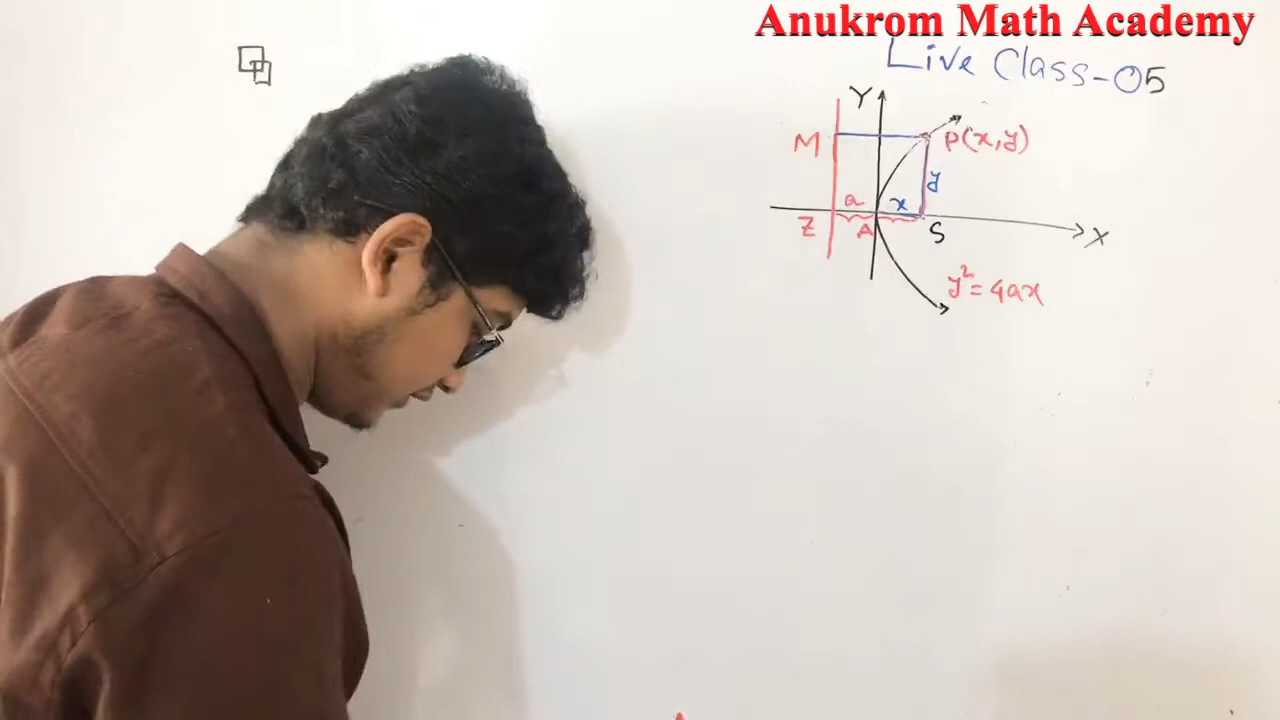 Anukrom Math Academy
Live Class-05
Y
M
P(x,y)
y
a
x
Z
A
S
X
y² = 4ax